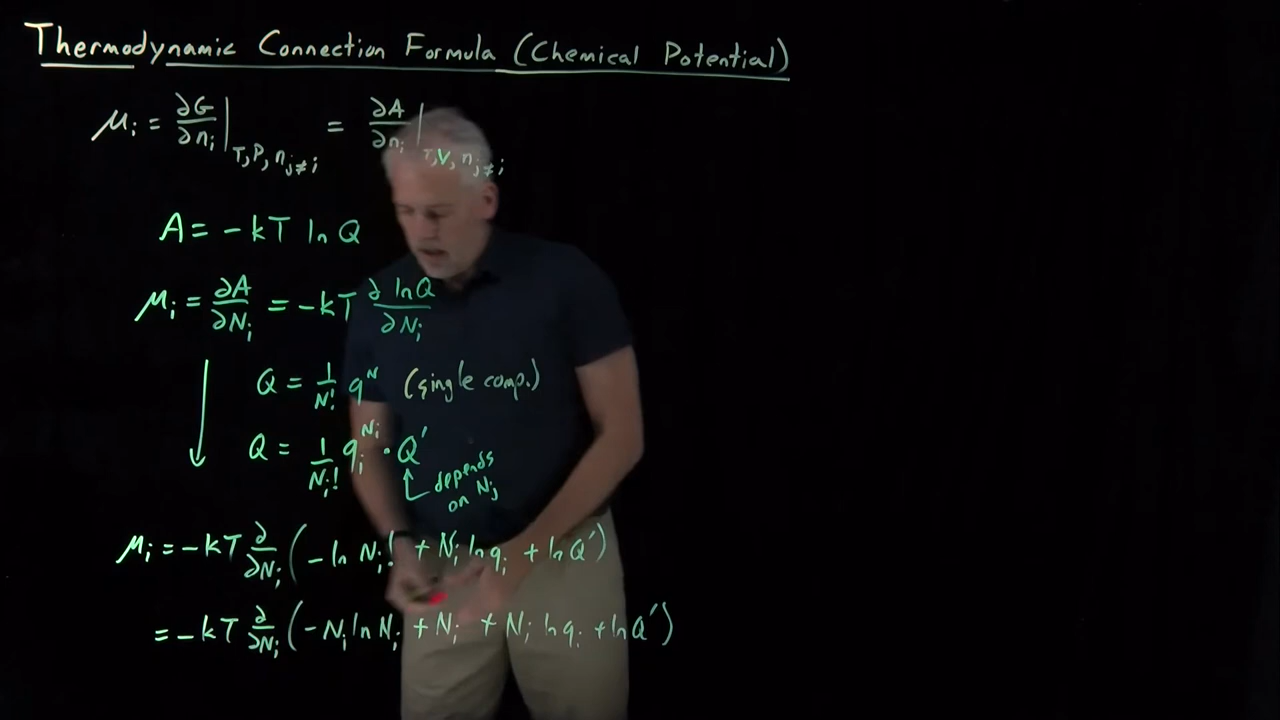 Thermodynamic Connection Formula (Chemical Potential)
μᵢ = ∂G/∂nᵢ |T,P,nⱼ≠ᵢ = ∂A/∂nᵢ |T,V,nⱼ≠ᵢ
A = -kT ln Q
μᵢ = ∂A/∂Nᵢ = -kT ∂ lnQ/∂Nᵢ
Q = 1/N! q^N (single comp.)
Q = 1/Nᵢ! qᵢ^Nᵢ · Q'
depends
on Nⱼ
μᵢ = -kT ∂/∂Nᵢ (-ln Nᵢ! + Nᵢ ln qᵢ + ln Q')
= -kT ∂/∂Nᵢ (-Nᵢ ln Nᵢ + Nᵢ + Nᵢ ln qᵢ + ln Q')